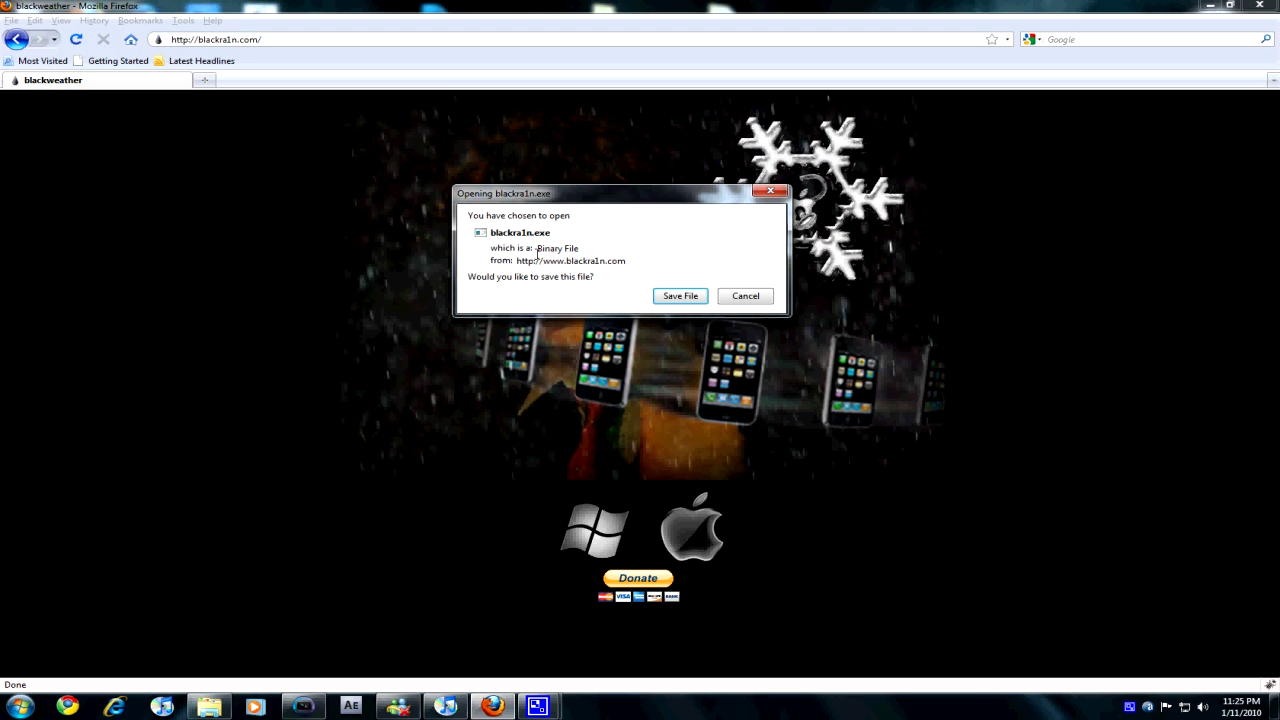 blackweather - Mozilla Firefox
File Edit View History Bookmarks Tools Help
http://blackra1n.com/
Google
Most Visited Getting Started Latest Headlines
blackweather
Opening blackra1n.exe
You have chosen to open
blackra1n.exe
which is a: Binary File
from: http://www.blackra1n.com
Would you like to save this file?
Save File Cancel
Donate
VISA
Done
AE
11:25 PM
1/11/2010